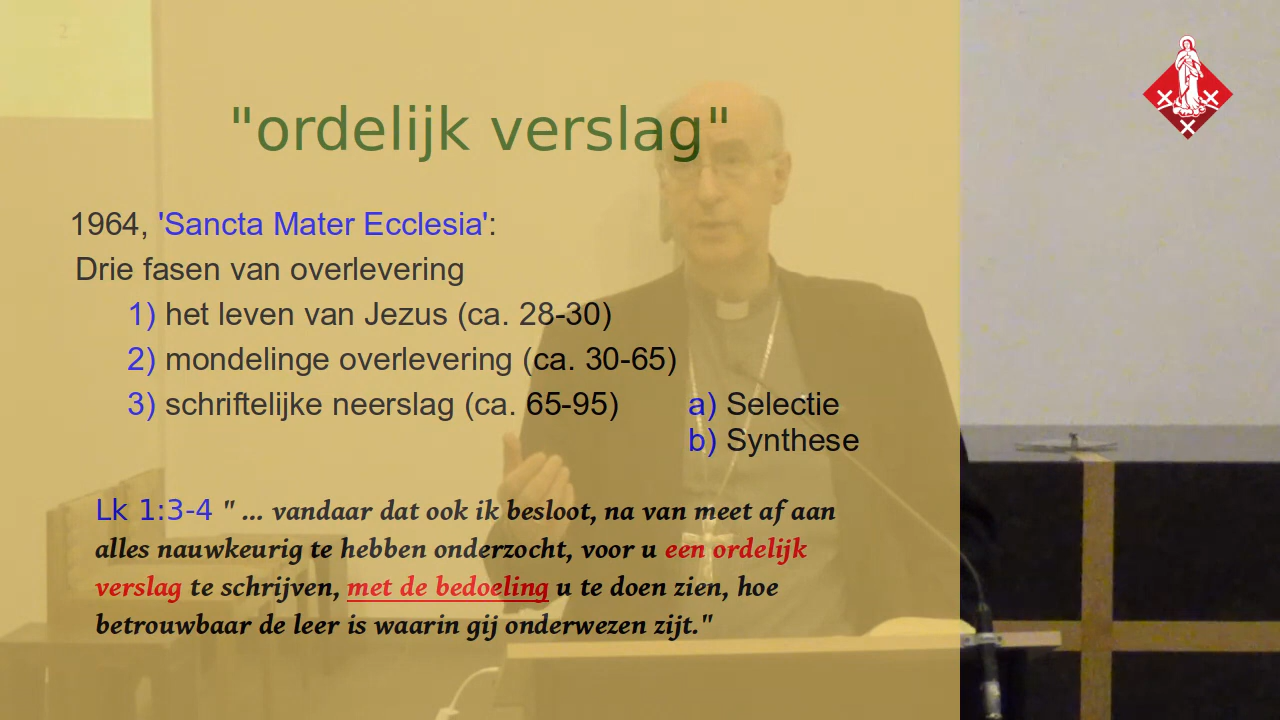 "ordelijk verslag"
1964, 'Sancta Mater Ecclesia':
Drie fasen van overlevering
1) het leven van Jezus (ca. 28-30)
2) mondelinge overlevering (ca. 30-65)
3) schriftelijke neerslag (ca. 65-95) a) Selectie
b) Synthese
Lk 1:3-4 " ... vandaar dat ook ik besloot, na van meet af aan
alles nauwkeurig te hebben onderzocht, voor u een ordelijk
verslag te schrijven, met de bedoeling u te doen zien, hoe
betrouwbaar de leer is waarin gij onderwezen zijt."